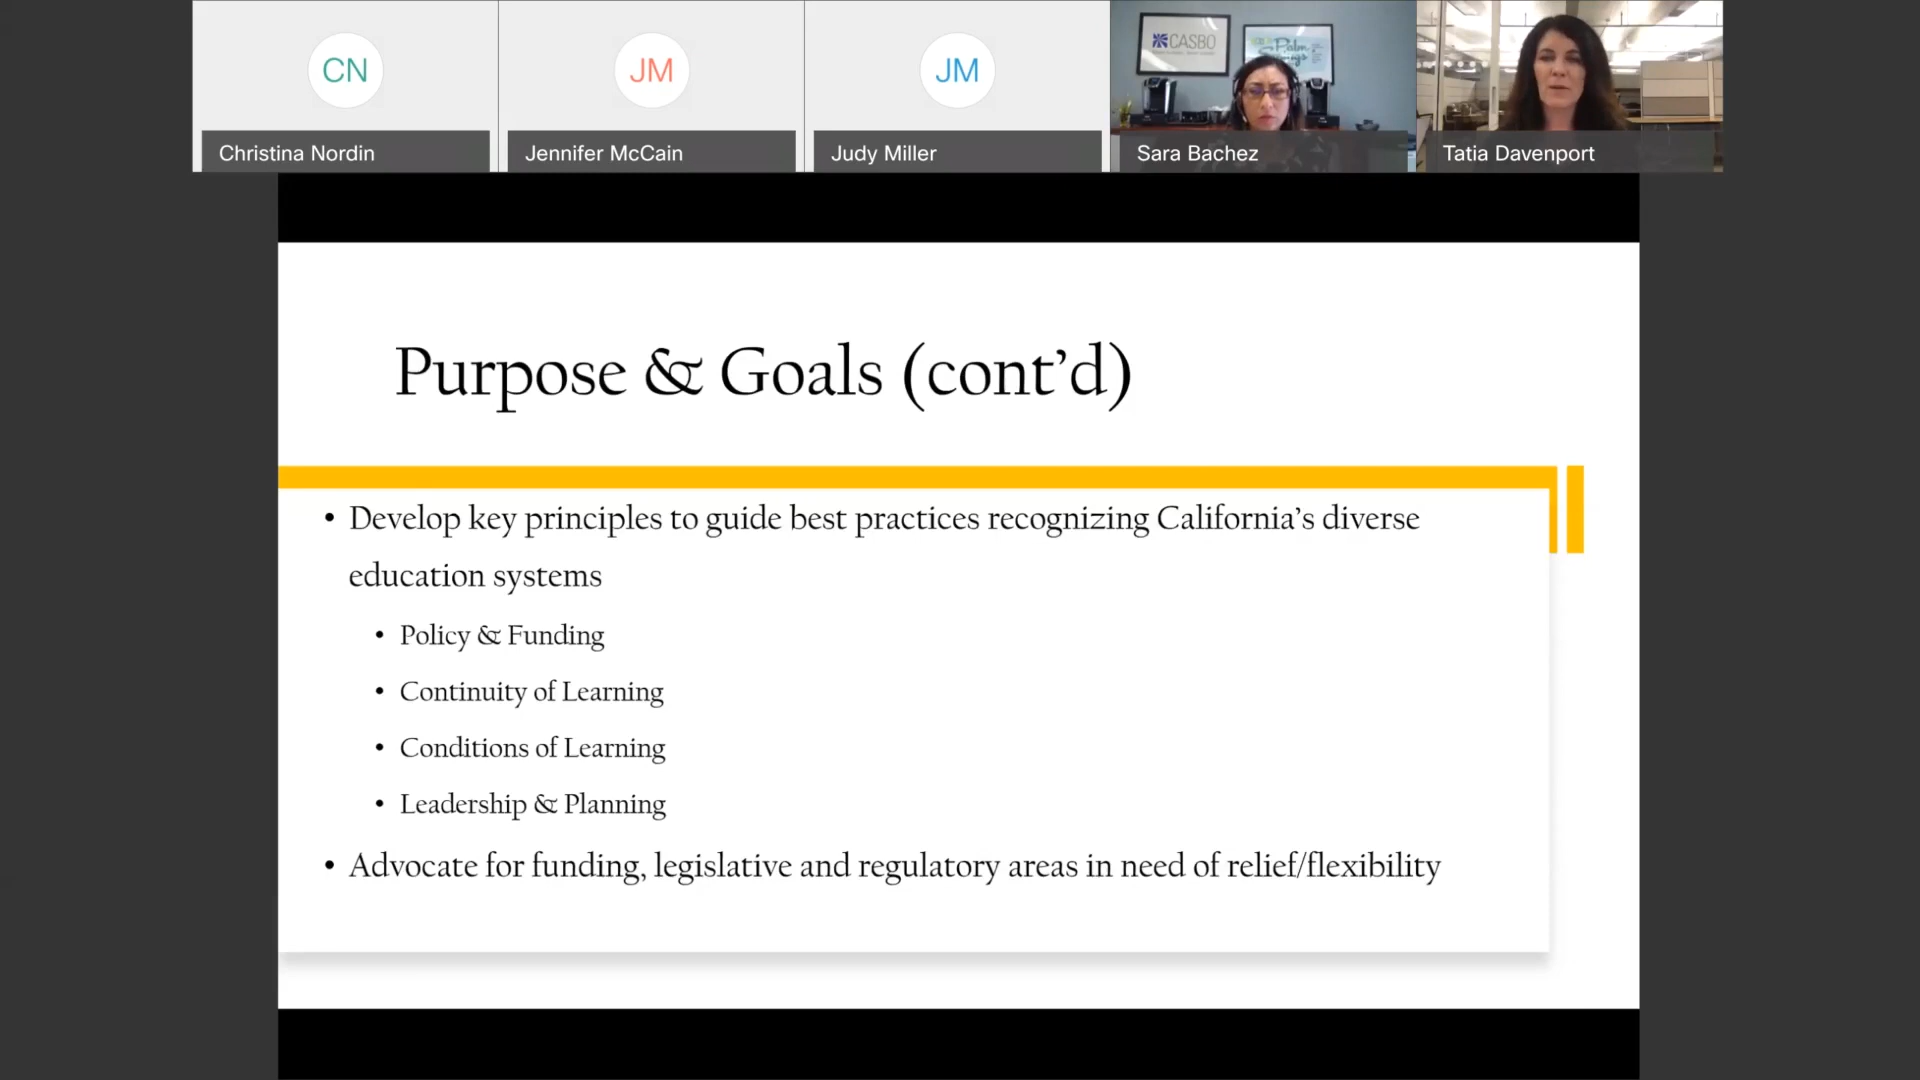 CN
JM
JM
CASBO
Palm
Springs
Christina Nordin
Jennifer McCain
Judy Miller
Sara Bachez
Tatia Davenport
Purpose & Goals (cont’d)
• Develop key principles to guide best practices recognizing California’s diverse
education systems
• Policy & Funding
• Continuity of Learning
• Conditions of Learning
• Leadership & Planning
• Advocate for funding, legislative and regulatory areas in need of relief/flexibility